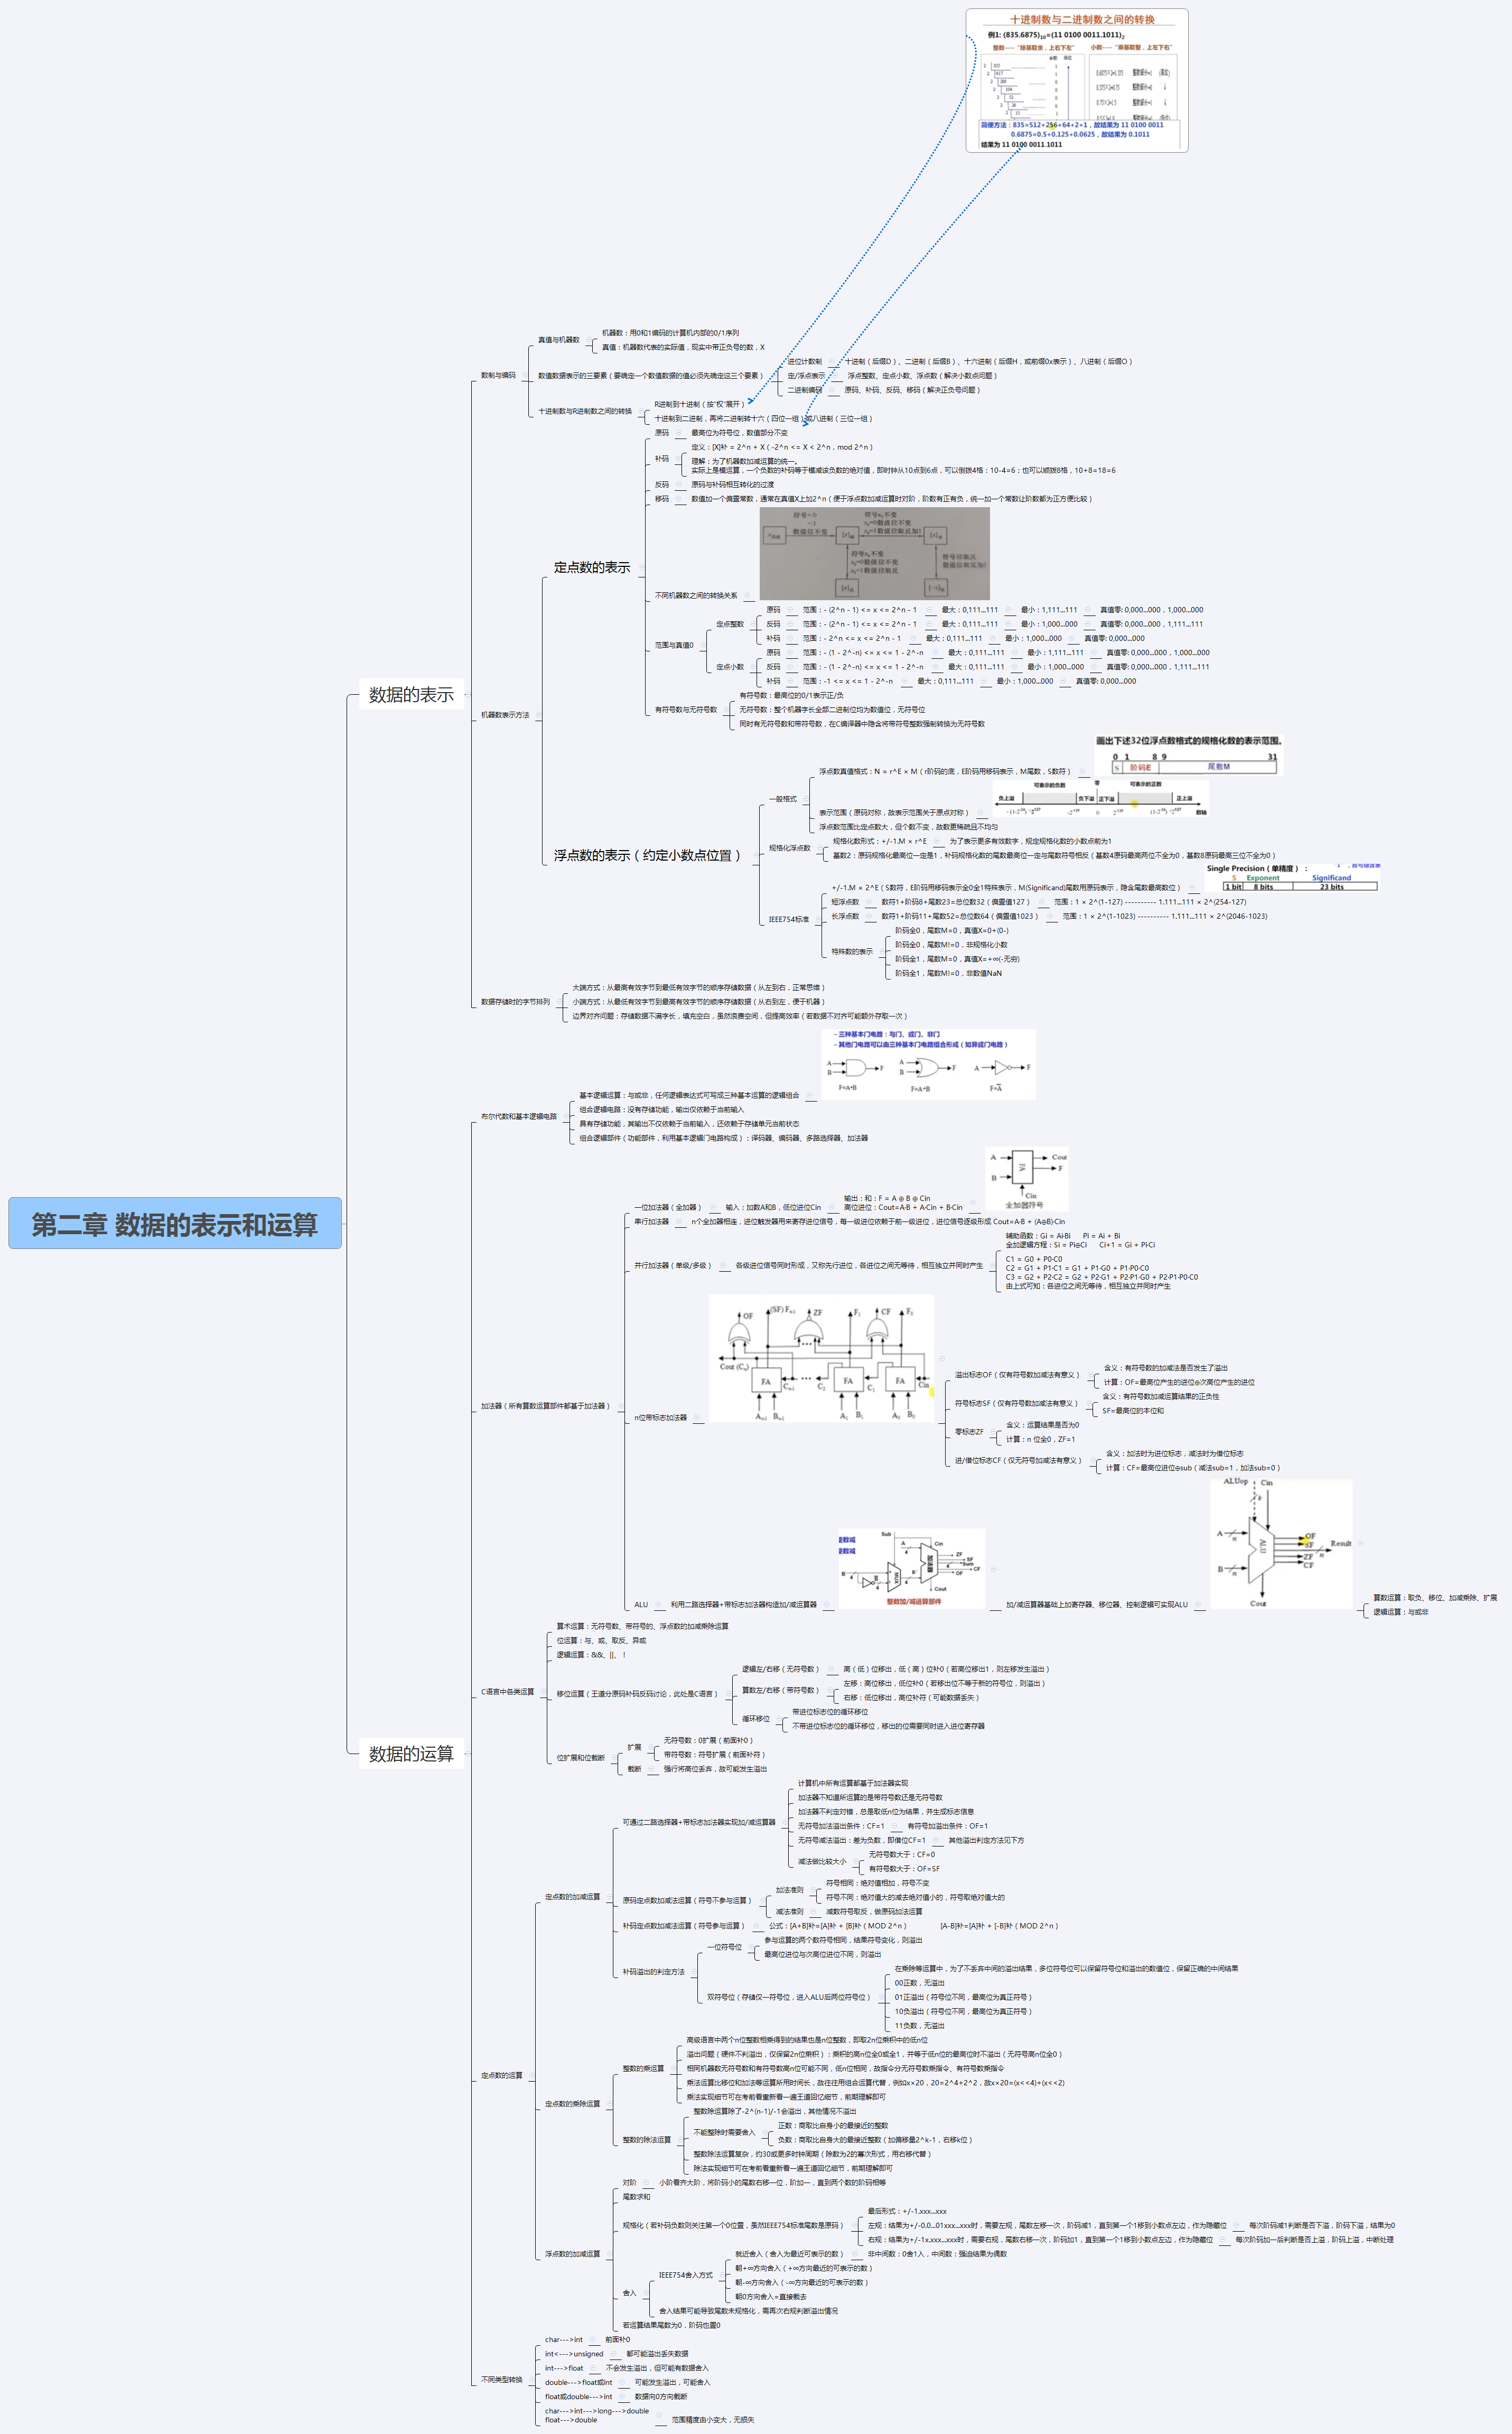 十进制数与二进制数之间的转换
例1: (835.6875)₁₀=(11 0100 0011.1011)₂
整数---- "除基取余，上右下左"
小数---- "乘基取整，上左下右"
简便方法：835=512+256+64+2+1，故结果为 11 0100 0011
0.6875=0.5+0.125+0.0625，故结果为 0.1011
结果为 11 0100 0011.1011
第二章 数据的表示和运算
数据的表示
数制与编码
真值与机器数
机器数：用0和1编码的计算机内部的0/1序列
真值：机器数代表的实际值，现实中带正负号的数，X
数值数据表示的三要素（要确定一个数值数据的值必须先确定这三个要素）
进位计数制
十进制（后缀D）、二进制（后缀B）、十六进制（后缀H，或前缀0x表示）、八进制（后缀O）
定/浮点表示
浮点整数、定点小数、浮点数（解决小数点问题）
二进制编码
原码、补码、反码、移码（解决正负号问题）
十进制数与R进制数之间的转换
R进制到十进制（按"权"展开）
十进制到二进制，再将二进制转十六（四位一组）或八进制（三位一组）
机器数表示方法
定点数的表示
原码
最高位为符号位，数值部分不变
补码
定义：[X]补 = 2^n + X（-2^n <= X < 2^n，mod 2^n）
理解：为了机器数加减运算的统一。
实际上是模运算，一个负数的补码等于模减该负数的绝对值，即时钟从10点到6点，可以倒拨4格：10-4=6；也可以顺拨8格，10+8=18=6
反码
原码与补码相互转化的过渡
移码
数值加一个偏置常数，通常在真值X上加2^n（便于浮点数加减运算时对阶，阶数有正有负，统一加一个常数让阶数都为正方便比较）
不同机器数之间的转换关系
范围与真值0
定点整数
原码
范围：- (2^n - 1) <= x <= 2^n - 1
最大：0,111...111
最小：1,111...111
真值零: 0,000...000，1,000...000
反码
范围：- (2^n - 1) <= x <= 2^n - 1
最大：0,111...111
最小：1,000...000
真值零: 0,000...000，1,111...111
补码
范围：- 2^n <= x <= 2^n - 1
最大：0,111...111
最小：1,000...000
真值零: 0,000...000
定点小数
原码
范围：- (1 - 2^-n) <= x <= 1 - 2^-n
最大：0,111...111
最小：1,111...111
真值零: 0,000...000，1,000...000
反码
范围：- (1 - 2^-n) <= x <= 1 - 2^-n
最大：0,111...111
最小：1,000...000
真值零: 0,000...000，1,111...111
补码
范围：-1 <= x <= 1 - 2^-n
最大：0,111...111
最小：1,000...000
真值零: 0,000...000
有符号数与无符号数
有符号数：最高位的0/1表示正/负
无符号数：整个机器字长全部二进制位均为数值位，无符号位
同时有无符号数和带符号数，在C编译器中隐含将带符号整数强制转换为无符号数
浮点数的表示（约定小数点位置）
一般格式
浮点数真值格式：N = r^E × M（r阶码的底，E阶码用移码表示，M尾数，S数符）
画出下述32位浮点数格式的规格化数的表示范围。
0 1 8 9 31
S 阶码E 尾数M
表示范围（原码对称，故表示范围关于原点对称）
可表示的负数 零 可表示的正数
负上溢 负下溢 正下溢 正上溢
数轴
浮点数范围比定点数大，但个数不变，故数更稀疏且不均匀
规格化浮点数
规格化数形式：+/-1.M × r^E
为了表示更多有效数字，规定规格化数的小数点前为1
基数2：原码规格化最高位一定是1，补码规格化数的尾数最高位一定与尾数符号相反（基数4原码最高两位不全为0，基数8原码最高三位不全为0）
IEEE754标准
+/-1.M × 2^E（S数符，E阶码用移码表示全0全1特殊表示，M(Significand)尾数用原码表示，隐含尾数最高数位）
Single Precision（单精度）：
S Exponent Significand
1 bit 8 bits 23 bits
短浮点数
数符1+阶码8+尾数23=总位数32（偏置值127）
范围：1 × 2^(1-127) ---------- 1.111...111 × 2^(254-127)
长浮点数
数符1+阶码11+尾数52=总位数64（偏置值1023）
范围：1 × 2^(1-1023) ---------- 1.111...111 × 2^(2046-1023)
特殊数的表示
阶码全0，尾数M=0，真值X=0+(0-)
阶码全0，尾数M!=0，非规格化小数
阶码全1，尾数M=0，真值X=+∞(-无穷)
阶码全1，尾数M!=0，非数值NaN
数据存储时的字节排列
大端方式：从最高有效字节到最低有效字节的顺序存储数据（从左到右，正常思维）
小端方式：从最低有效字节到最高有效字节的顺序存储数据（从右到左，便于机器）
边界对齐问题：存储数据不满字长，填充空白，虽然浪费空间，但提高效率（若数据不对齐可能额外存取一次）
数据的运算
布尔代数和基本逻辑电路
基本逻辑运算：与或非，任何逻辑表达式可写成三种基本运算的逻辑组合
－三种基本门电路：与门、或门、非门
－其他门电路可以由三种基本门电路组合形成（如异或门电路）
A B F A B F A F
F=A•B F=A+B F=A̅
组合逻辑电路：没有存储功能，输出仅依赖于当前输入
具有存储功能，其输出不仅依赖于当前输入，还依赖于存储单元当前状态
组合逻辑部件（功能部件，利用基本逻辑门电路构成）：译码器、编码器、多路选择器、加法器
加法器（所有算数运算部件都基于加法器）
一位加法器（全加器）
输入：加数A和B，低位进位Cin
输出：和：F = A ⊕ B ⊕ Cin
高位进位：Cout=A·B + A·Cin + B·Cin
A B FA Cout F Cin
全加器符号
串行加法器
n个全加器相连，进位触发器用来寄存进位信号，每一级进位依赖于前一级进位，进位信号逐级形成 Cout=A·B + (A⊕B)·Cin
并行加法器（单级/多级）
各级进位信号同时形成，又称先行进位，各进位之间无等待，相互独立并同时产生
辅助函数：Gi = Ai·Bi Pi = Ai + Bi
全加逻辑方程：Si = Pi⊕Ci Ci+1 = Gi + Pi·Ci
C1 = G0 + P0·C0
C2 = G1 + P1·C1 = G1 + P1·G0 + P1·P0·C0
C3 = G2 + P2·C2 = G2 + P2·G1 + P2·P1·G0 + P2·P1·P0·C0
由上式可知：各进位之间无等待，相互独立并同时产生
n位带标志加法器
OF (SF) Fn-1 ZF F1 CF F0
Cout (Cn) FA Cn-1 C2 FA C1 FA Cin
An-1 Bn-1 A1 B1 A0 B0
溢出标志OF（仅有符号数加减法有意义）
含义：有符号数的加减法是否发生了溢出
计算：OF=最高位产生的进位⊕次高位产生的进位
符号标志SF（仅有符号数加减法有意义）
含义：有符号数加减运算结果的正负性
SF=最高位的本位和
零标志ZF
含义：运算结果是否为0
计算：n 位全0，ZF=1
进/借位标志CF（仅无符号加减法有意义）
含义：加法时为进位标志，减法时为借位标志
计算：CF=最高位进位⊕sub（减法sub=1，加法sub=0）
ALU
利用二路选择器+带标志加法器构造加/减运算器
Sub A 4 B 4 MUX B' 加法器 Cin ZF SF Sum CF OF Cout
整数加/减运算部件
加/减运算器基础上加寄存器、移位器、控制逻辑可实现ALU
ALUop Cin A n B n ALU OF SF ZF CF Result Cout
算数运算：取负、移位、加减乘除、扩展
逻辑运算：与或非
C语言中各类运算
算术运算：无符号数、带符号的、浮点数的加减乘除运算
位运算：与、或、取反、异或
逻辑运算：&&、||、！
移位运算（王道分原码补码反码讨论，此处是C语言）
逻辑左/右移（无符号数）
高（低）位移出，低（高）位补0（若高位移出1，则左移发生溢出）
算数左/右移（带符号数）
左移：高位移出，低位补0（若移出位不等于新的符号位，则溢出）
右移：低位移出，高位补符（可能数据丢失）
循环移位
带进位标志位的循环移位
不带进位标志位的循环移位，移出的位需要同时进入进位寄存器
位扩展和位截断
扩展
无符号数：0扩展（前面补0）
带符号数：符号扩展（前面补符）
截断
强行将高位丢弃，故可能发生溢出
定点数的运算
定点数的加减运算
可通过二路选择器+带标志加法器实现加/减运算器
计算机中所有运算都基于加法器实现
加法器不知道所运算的是带符号数还是无符号数
加法器不判定对错，总是取低n位为结果，并生成标志信息
无符号加法溢出条件：CF=1
有符号加溢出条件：OF=1
无符号减法溢出：差为负数，即借位CF=1
其他溢出判定方法见下方
减法做比较大小
无符号数大于：CF=0
有符号数大于：OF=SF
原码定点数加减法运算（符号不参与运算）
加法准则
符号相同：绝对值相加，符号不变
符号不同：绝对值大的减去绝对值小的，符号取绝对值大的
减法准则
减数符号取反，做原码加法运算
补码定点数加减法运算（符号参与运算）
公式：[A+B]补=[A]补 + [B]补（MOD 2^n） [A-B]补=[A]补 + [-B]补（MOD 2^n）
补码溢出的判定方法
一位符号位
参与运算的两个数符号相同，结果符号变化，则溢出
最高位进位与次高位进位不同，则溢出
双符号位（存储仅一符号位，进入ALU后两位符号位）
在乘除等运算中，为了不丢弃中间的溢出结果，多位符号位可以保留符号位和溢出的数值位，保留正确的中间结果
00正数，无溢出
01正溢出（符号位不同，最高位为真正符号）
10负溢出（符号位不同，最高位为真正符号）
11负数，无溢出
定点数的乘除运算
整数的乘运算
高级语言中两个n位整数相乘得到的结果也是n位整数，即取2n位乘积中的低n位
溢出问题（硬件不判溢出，仅保留2n位乘积）：乘积的高n位全0或全1，并等于低n位的最高位时不溢出（无符号高n位全0）
相同机器数无符号数和有符号数高n位可能不同，低n位相同，故指令分无符号数乘指令、有符号数乘指令
乘法运算比移位和加法等运算所用时间长，故往往用组合运算代替，例如x×20，20=2^4+2^2，故x×20=(x<<4)+(x<<2)
乘法实现细节可在考前看重新看一遍王道回忆细节，前期理解即可
整数的除法运算
整数除运算除了-2^(n-1)/-1会溢出，其他情况不溢出
不能整除时需要舍入
正数：商取比自身小的最接近的整数
负数：商取比自身大的最接近整数（加偏移量2^k-1，右移k位）
整数除法运算复杂，约30或更多时钟周期（除数为2的幂次形式，用右移代替）
除法实现细节可在考前看重新看一遍王道回忆细节，前期理解即可
浮点数的加减运算
对阶
小阶看齐大阶，将阶码小的尾数右移一位，阶加一，直到两个数的阶码相等
尾数求和
规格化（若补码负数则关注第一个0位置，虽然IEEE754标准尾数是原码）
最后形式：+/-1.xxx...xxx
左规：结果为+/-0.0...01xxx...xxx时，需要左规，尾数左移一次，阶码减1，直到第一个1移到小数点左边，作为隐藏位
每次阶码减1判断是否下溢，阶码下溢，结果为0
右规：结果为+/-1x.xxx...xxx时，需要右规，尾数右移一次，阶码加1，直到第一个1移到小数点左边，作为隐藏位
每次阶码加一后判断是否上溢，阶码上溢，中断处理
舍入
IEEE754舍入方式
就近舍入（舍入为最近可表示的数）
非中间数：0舍1入，中间数：强迫结果为偶数
朝+∞方向舍入（+∞方向最近的可表示的数）
朝-∞方向舍入（-∞方向最近的可表示的数）
朝0方向舍入=直接截去
舍入结果可能导致尾数未规格化，需再次右规判断溢出情况
若运算结果尾数为0，阶码也置0
不同类型转换
char--->int
前面补0
int<--->unsigned
都可能溢出丢失数据
int--->float
不会发生溢出，但可能有数据舍入
double--->float或int
可能发生溢出，可能舍入
float或double--->int
数据向0方向截断
char--->int--->long--->double
float--->double
范围精度由小变大，无损失